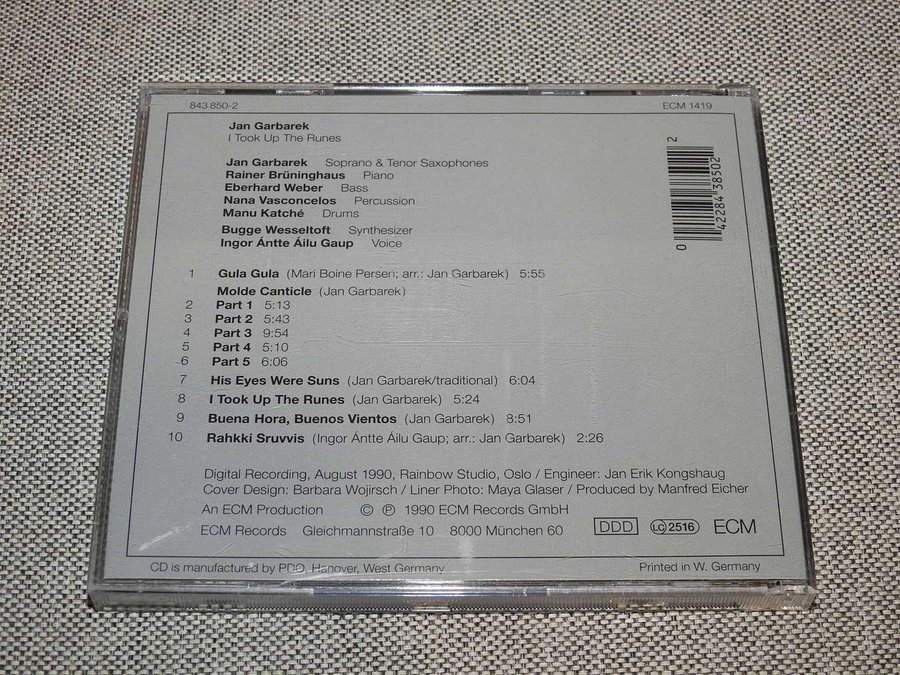 843 850-2 ECM 1419
Jan Garbarek
I Took Up The Runes
Jan Garbarek Soprano & Tenor Saxophones
Rainer Brüninghaus Piano
Eberhard Weber Bass
Nana Vasconcelos Percussion
Manu Katché Drums
Bugge Wesseltoft Synthesizer
Ingor Ántte Áilu Gaup Voice
0 42284 38502 2
1 Gula Gula (Mari Boine Persen; arr.: Jan Garbarek) 5:55
Molde Canticle (Jan Garbarek)
2 Part 1 5:13
3 Part 2 5:43
4 Part 3 9:54
5 Part 4 5:10
6 Part 5 6:06
7 His Eyes Were Suns (Jan Garbarek/traditional) 6:04
8 I Took Up The Runes (Jan Garbarek) 5:24
9 Buena Hora, Buenos Vientos (Jan Garbarek) 8:51
10 Rahkki Sruvvis (Ingor Ántte Áilu Gaup; arr.: Jan Garbarek) 2:26
Digital Recording, August 1990, Rainbow Studio, Oslo / Engineer: Jan Erik Kongshaug
Cover Design: Barbara Wojirsch / Liner Photo: Maya Glaser / Produced by Manfred Eicher
An ECM Production © ℗ 1990 ECM Records GmbH
ECM Records Gleichmannstraße 10 8000 München 60 DDD LC 2516 ECM
CD is manufactured by PDO, Hanover, West Germany Printed in W. Germany